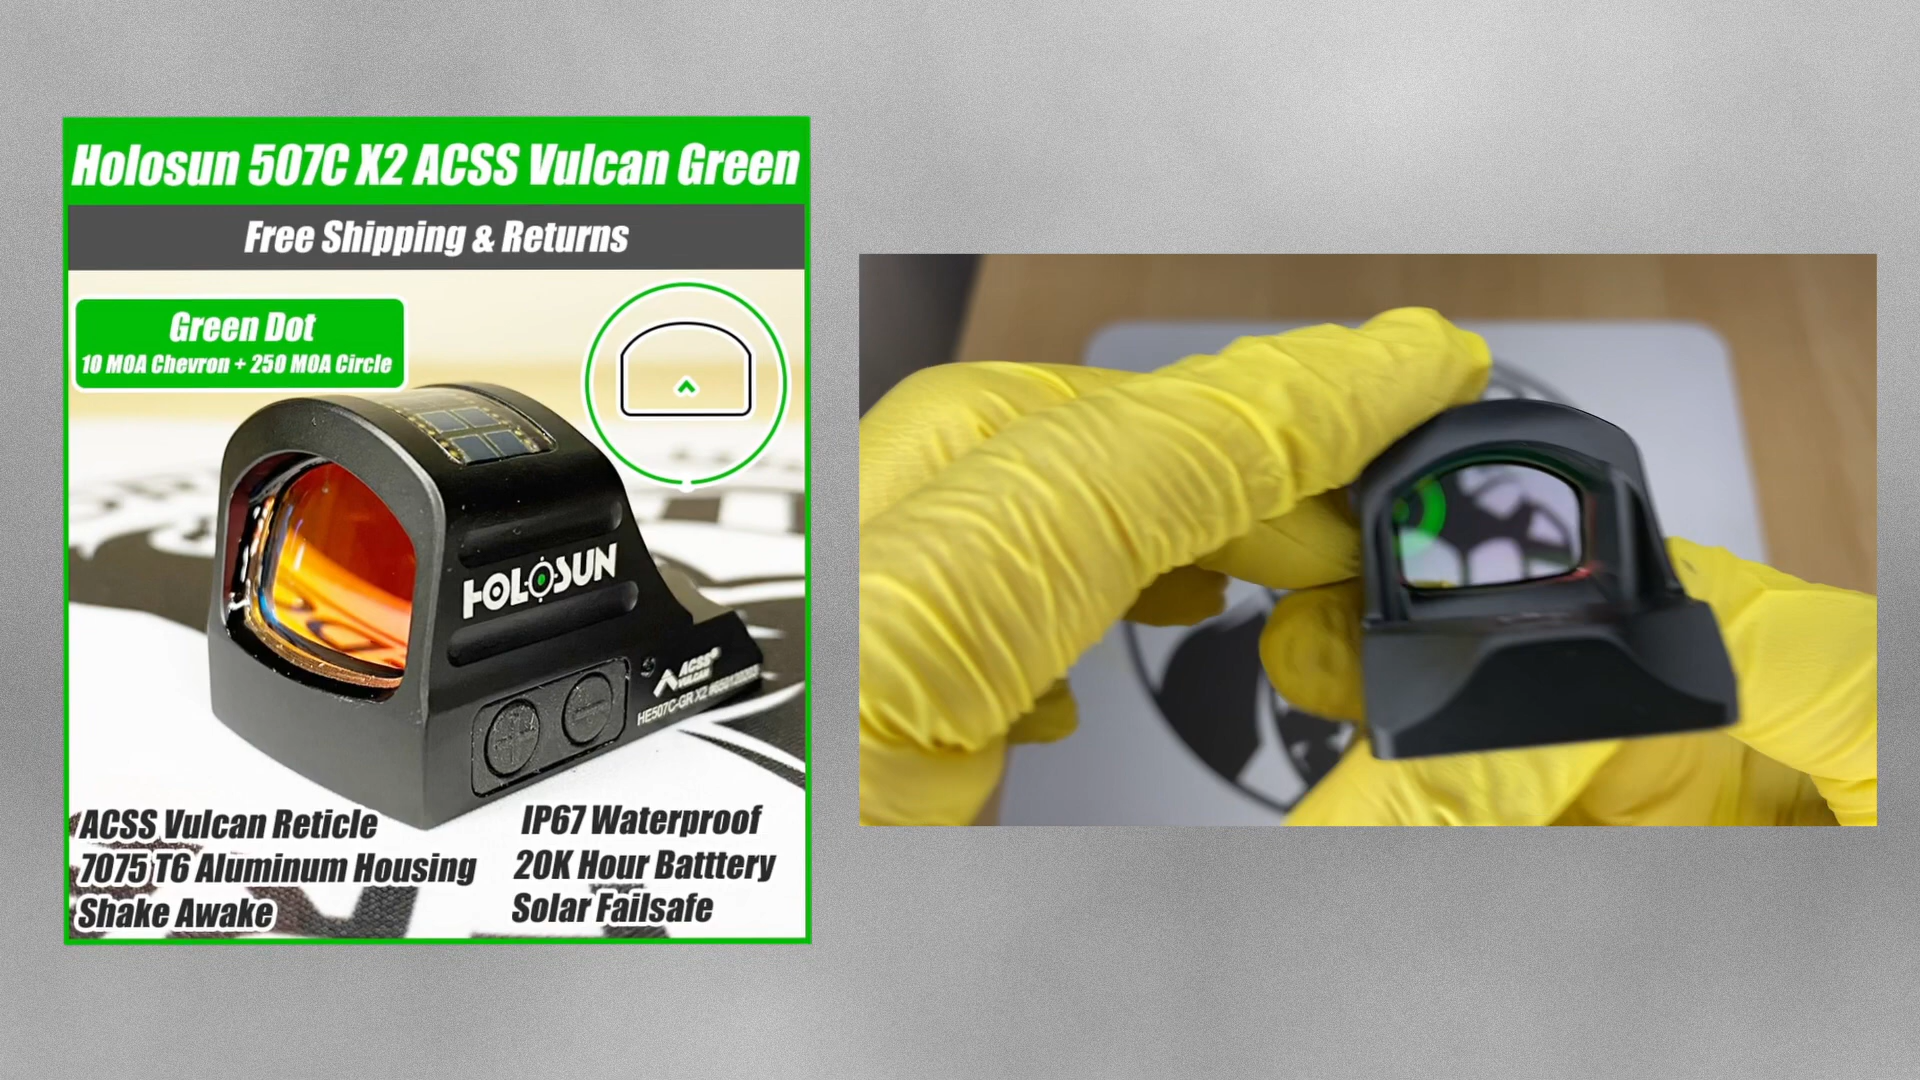 Holosun 507C X2 ACSS Vulcan Green
Free Shipping & Returns
Green Dot
10 MOA Chevron + 250 MOA Circle
HOLOSUN
ACSS®
VULCAN
HE507C-GR X2
ACSS Vulcan Reticle
7075 T6 Aluminum Housing
Shake Awake
IP67 Waterproof
20K Hour Batttery
Solar Failsafe